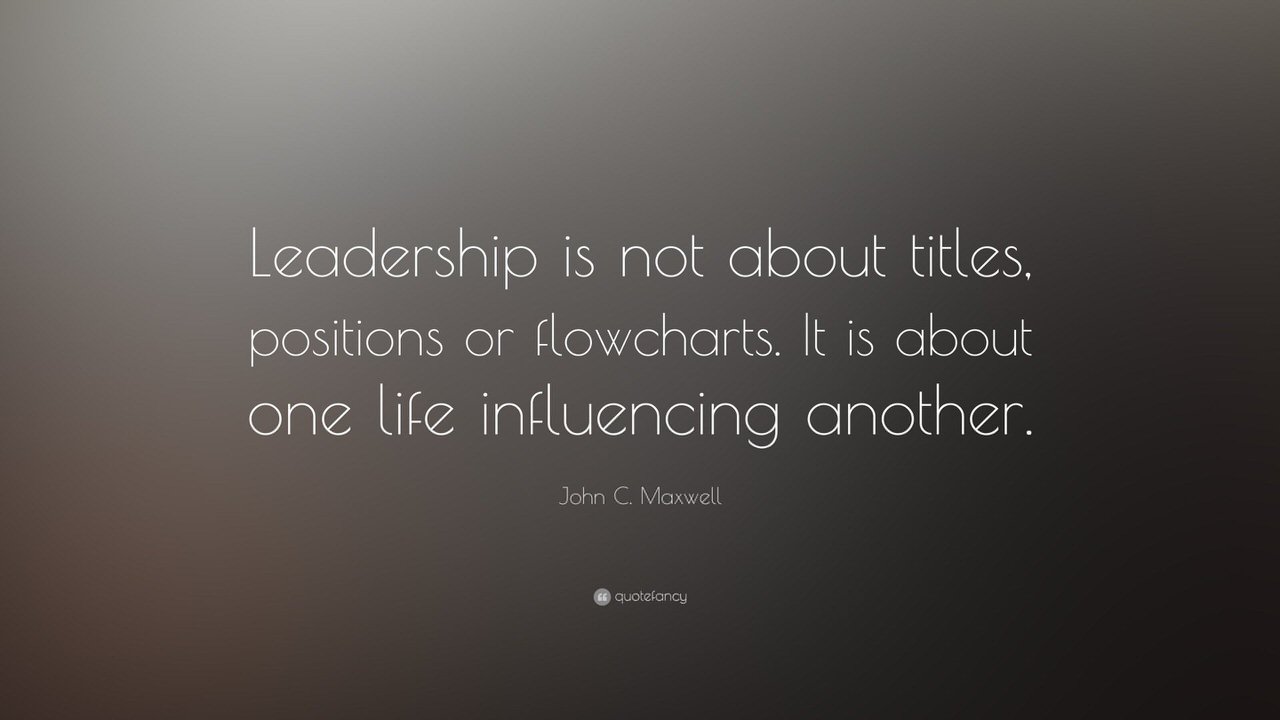 Leadership is not about titles,
positions or flowcharts. It is about
one life influencing another.
John C. Maxwell
quotefancy